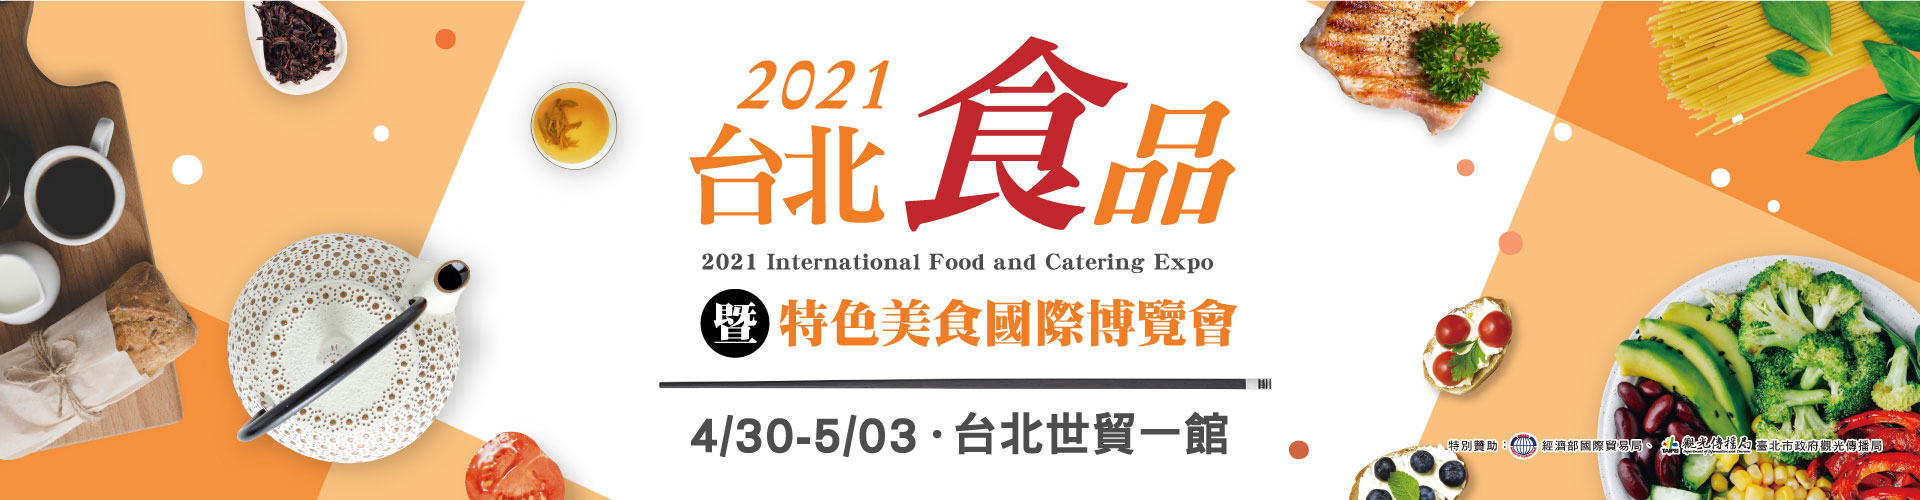 2021
台北食品
2021 International Food and Catering Expo
暨 特色美食國際博覽會
4/30-5/03·台北世貿一館
特別贊助：經濟部國際貿易局、TAIPEI 觀光傳播局 臺北市政府觀光傳播局